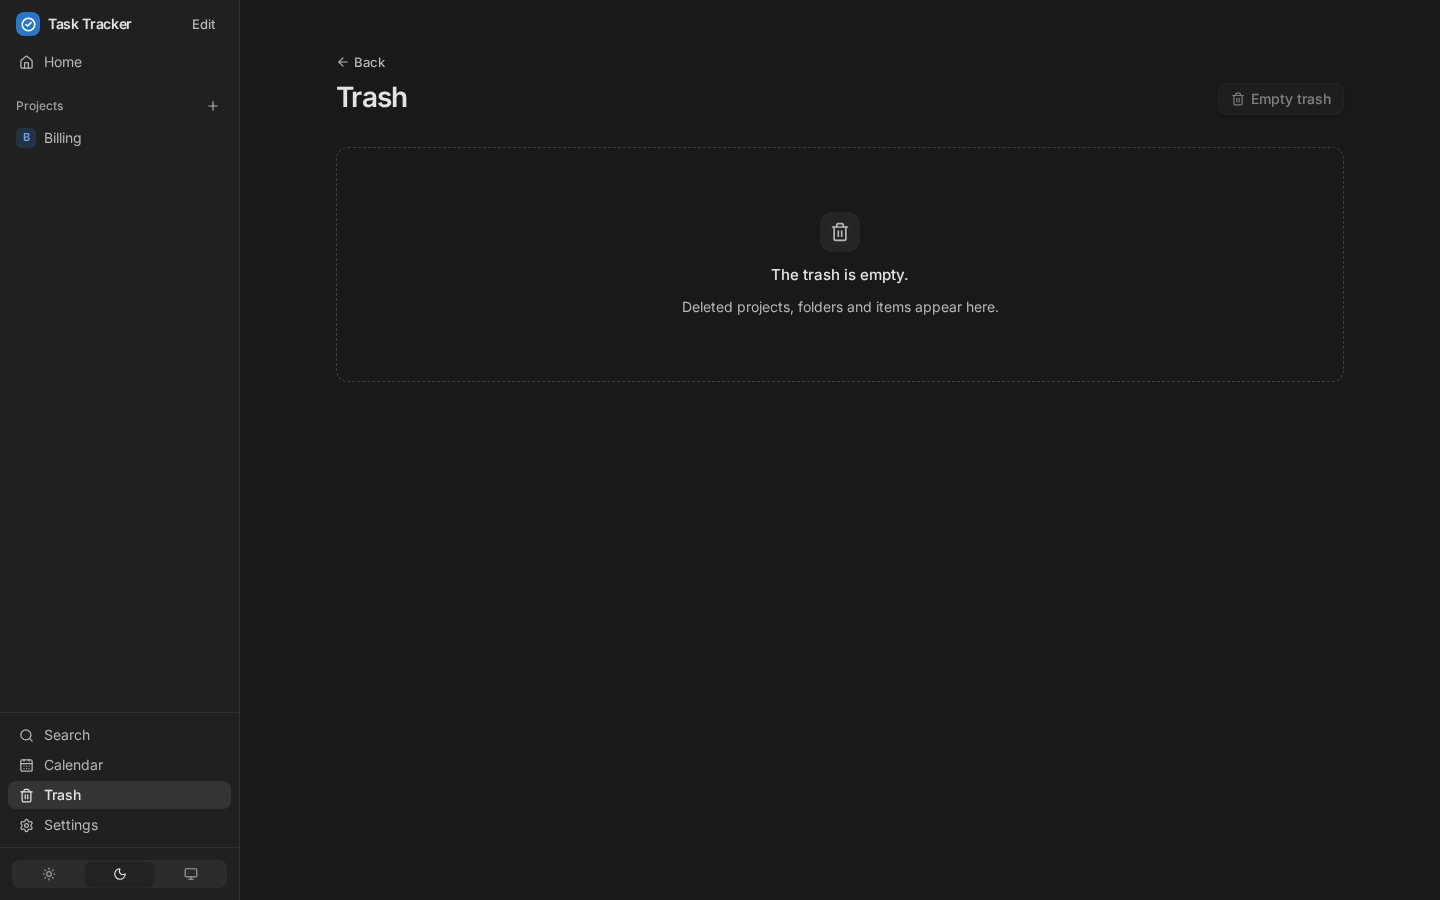 Task Tracker
Edit
Home
Projects
B
Billing
Search
Calendar
Trash
Settings
Back
Trash
Empty trash
The trash is empty.
Deleted projects, folders and items appear here.